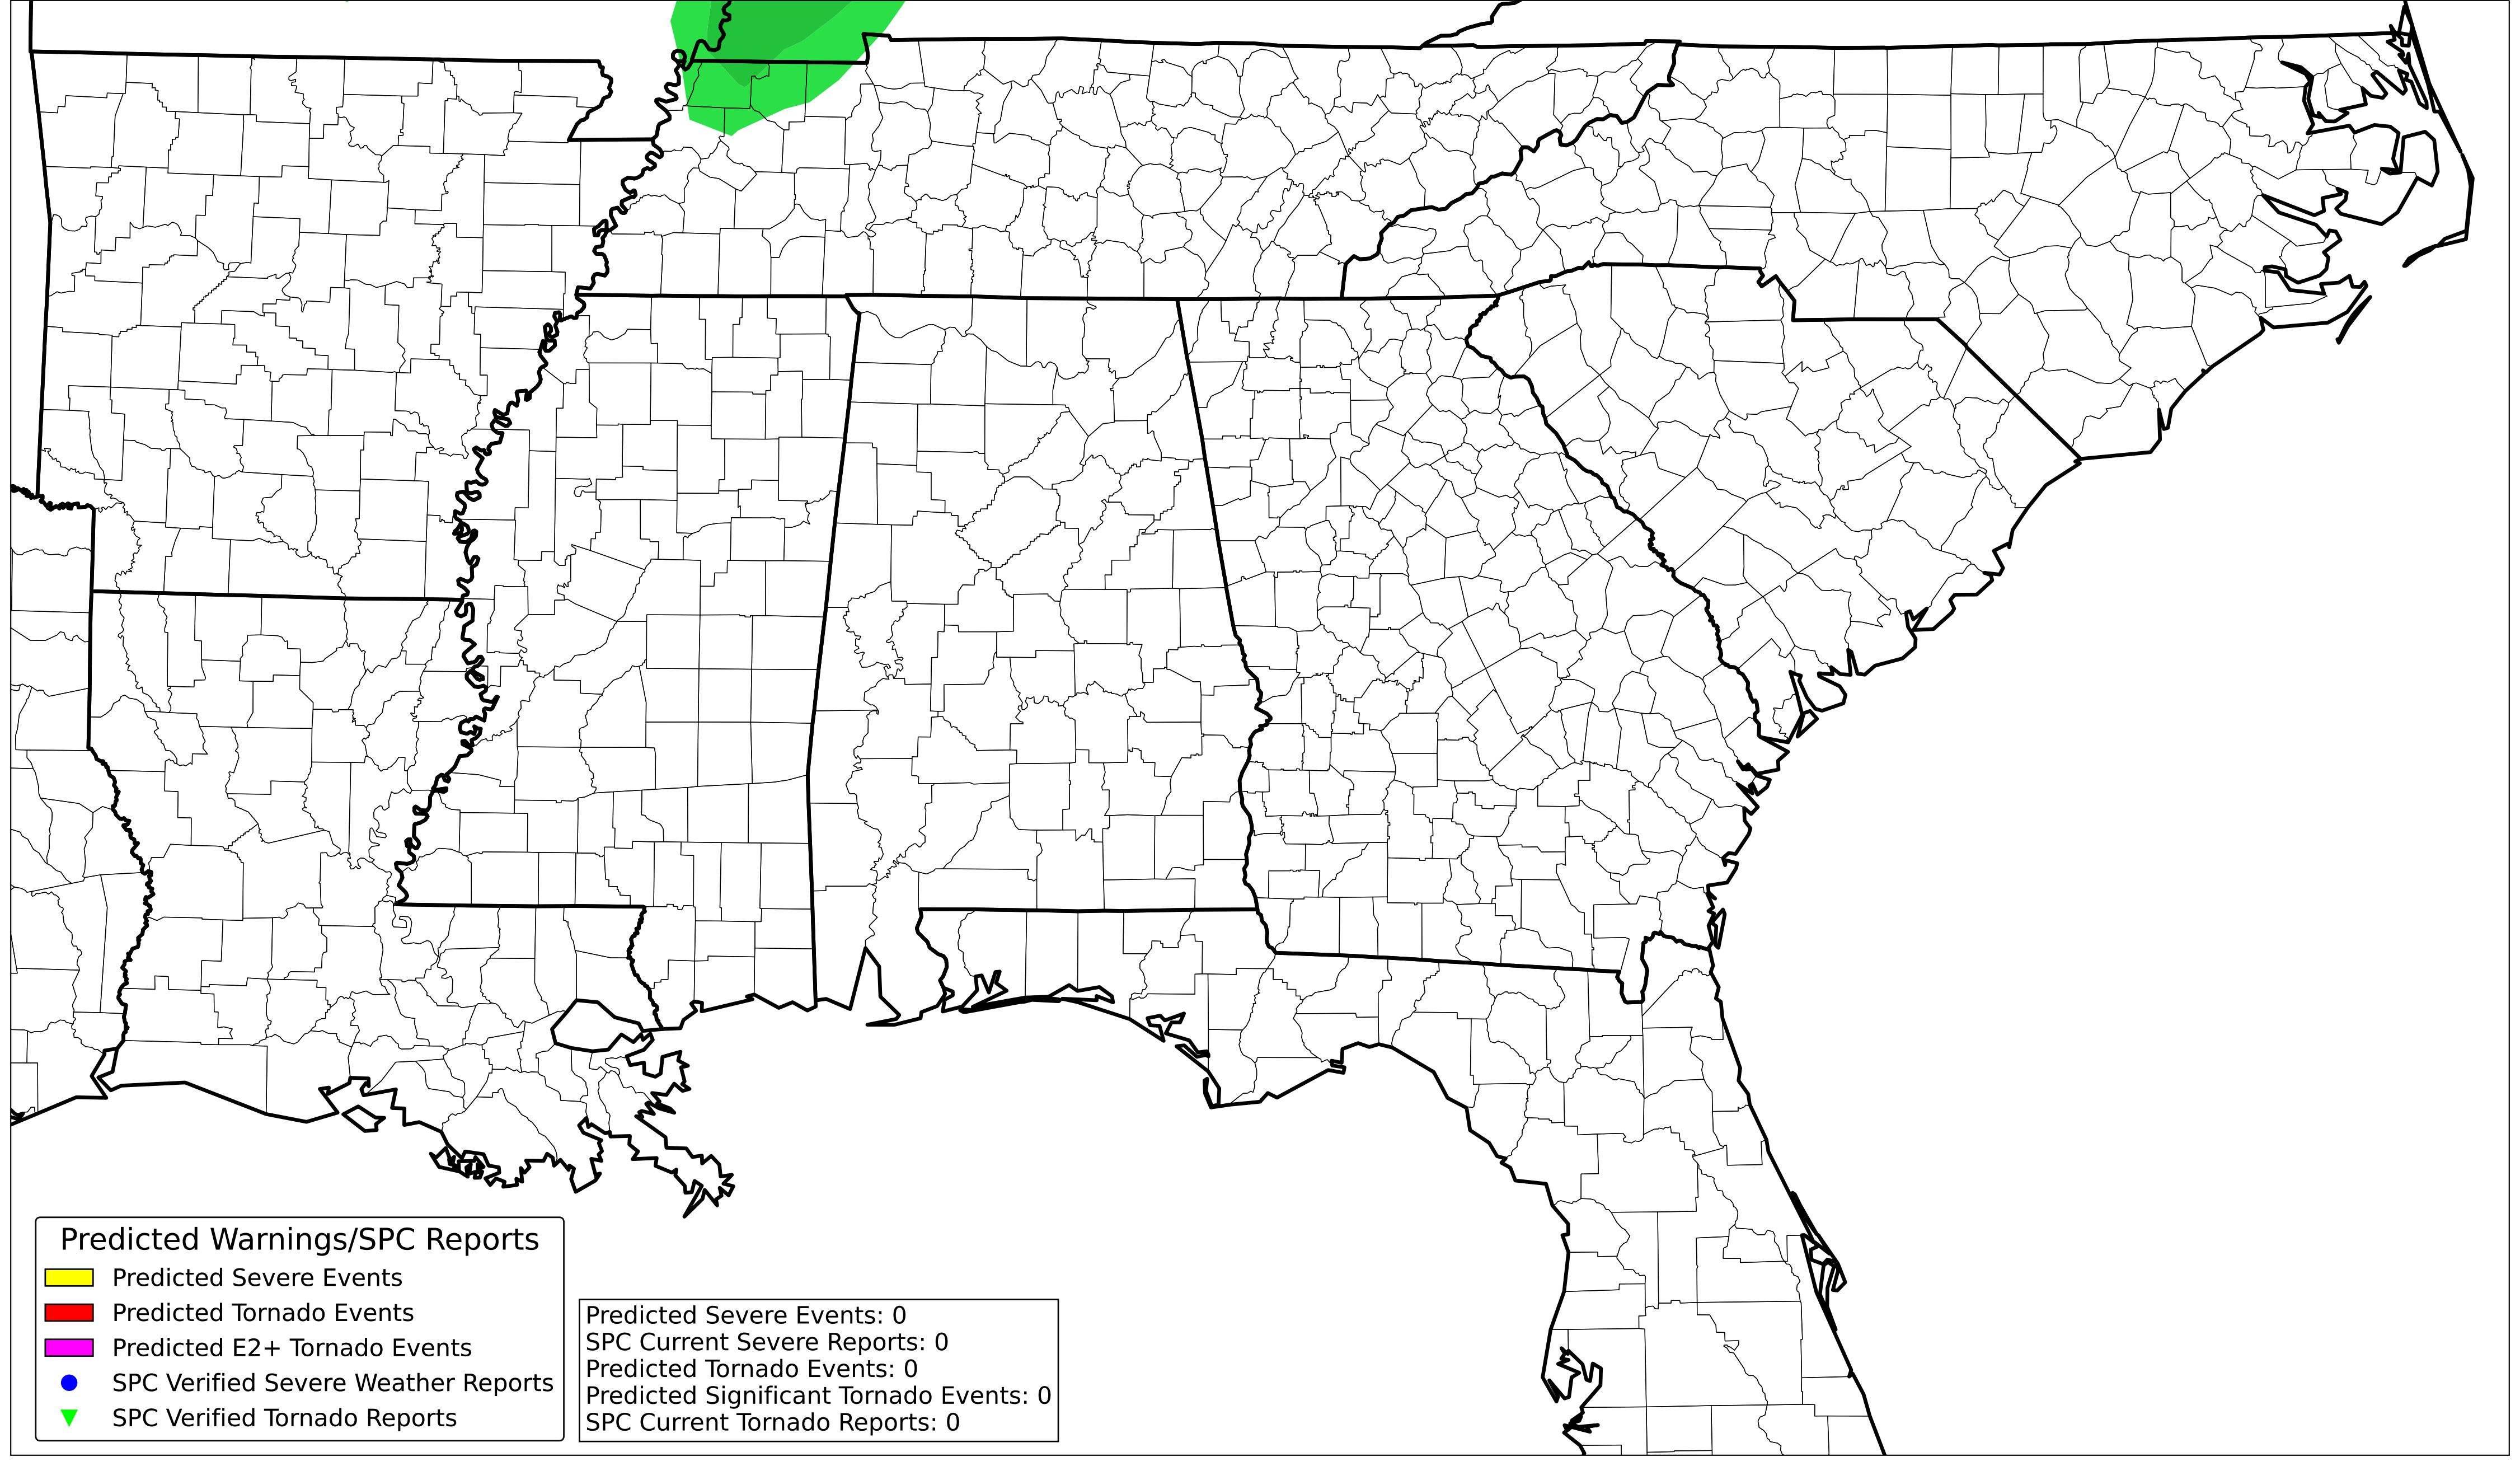 Predicted Warnings/SPC Reports
Predicted Severe Events
Predicted Tornado Events
Predicted E2+ Tornado Events
SPC Verified Severe Weather Reports
SPC Verified Tornado Reports
Predicted Severe Events: 0
SPC Current Severe Reports: 0
Predicted Tornado Events: 0
Predicted Significant Tornado Events: 0
SPC Current Tornado Reports: 0